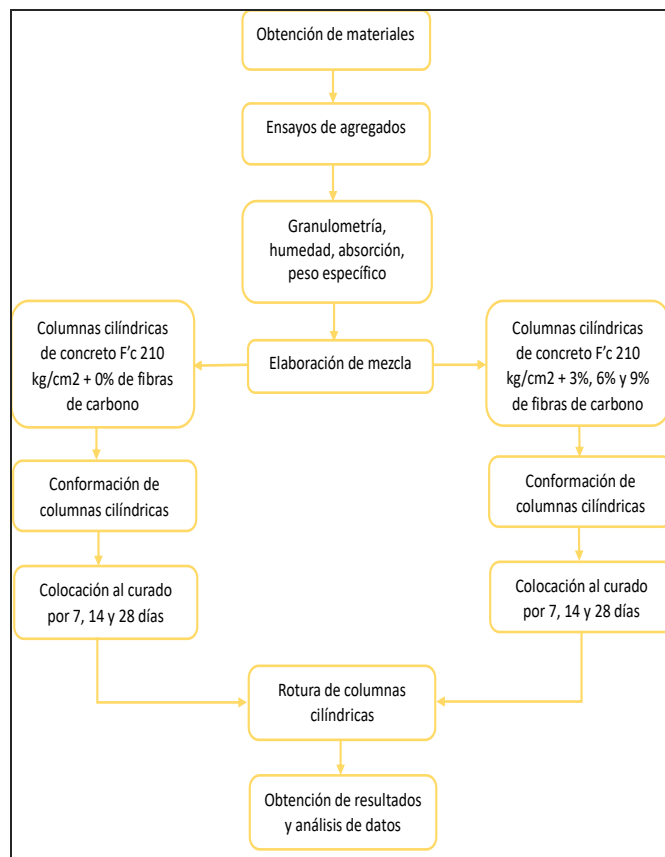 Obtención de materiales
Ensayos de agregados
Granulometría,
humedad, absorción,
peso específico
Columnas cilíndricas
de concreto F'c 210
kg/cm2 + 0% de fibras
de carbono
Elaboración de mezcla
Columnas cilíndricas
de concreto F'c 210
kg/cm2 + 3%, 6% y 9%
de fibras de carbono
Conformación de
columnas cilíndricas
Conformación de
columnas cilíndricas
Colocación al curado
por 7, 14 y 28 días
Colocación al curado
por 7, 14 y 28 días
Rotura de columnas
cilíndricas
Obtención de resultados
y análisis de datos